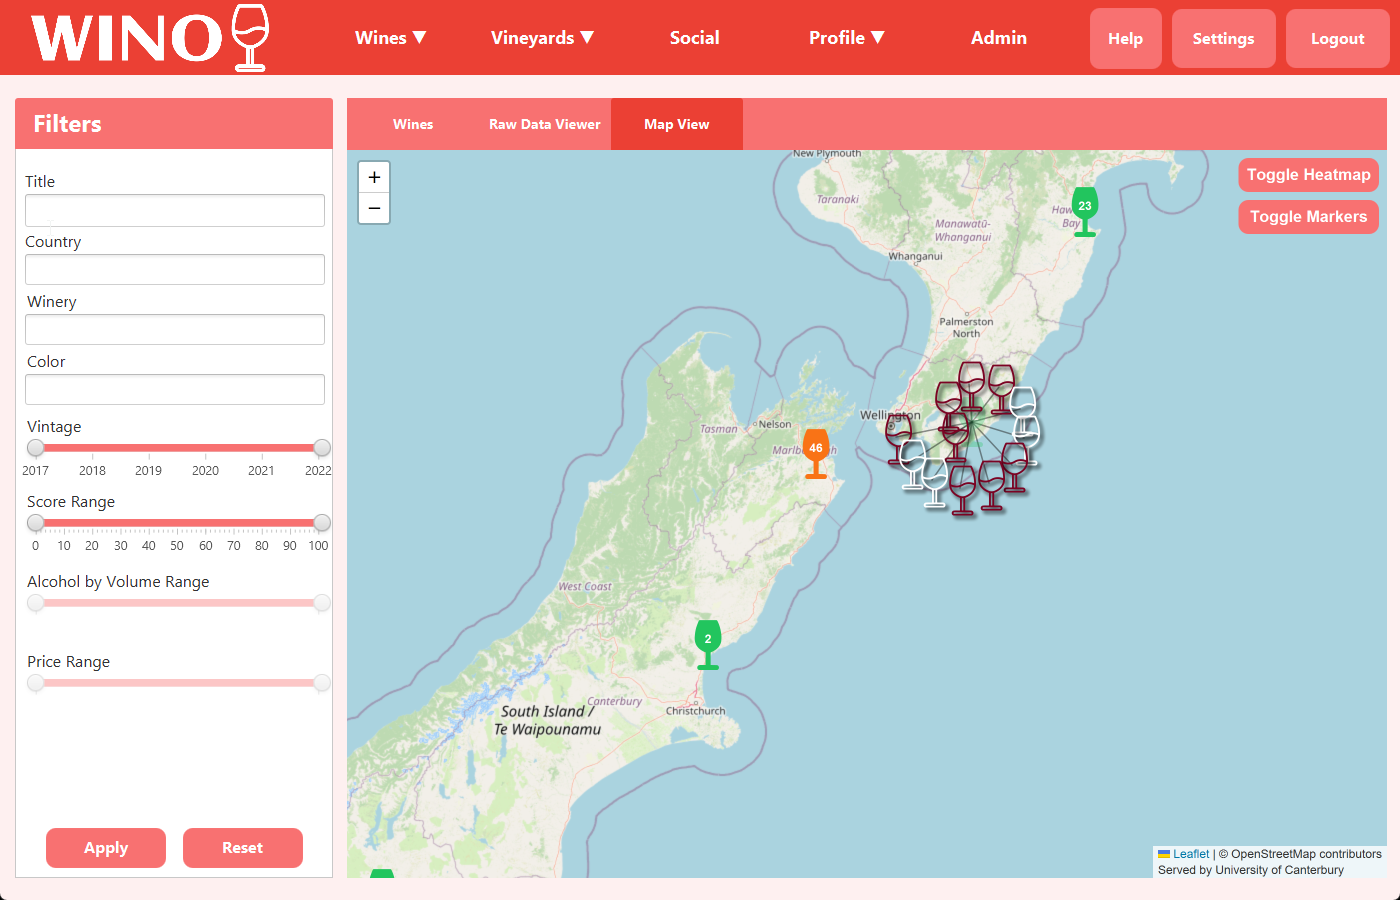 WINO
Wines ▼
Vineyards ▼
Social
Profile ▼
Admin
Help
Settings
Logout
Filters
Title
Country
Winery
Color
Vintage
2017 2018 2019 2020 2021 2022
Score Range
0 10 20 30 40 50 60 70 80 90 100
Alcohol by Volume Range
Price Range
Apply
Reset
Wines
Raw Data Viewer
Map View
+
−
Toggle Heatmap
Toggle Markers
New Plymouth
Taranaki
23
Manawatū-
Whanganui
Whanganui
Palmerston
North
Wellington
Nelson
Tasman
46
West Coast
2
Canterbury
Christchurch
South Island /
Te Waipounamu
Leaflet | © OpenStreetMap contributors
Served by University of Canterbury